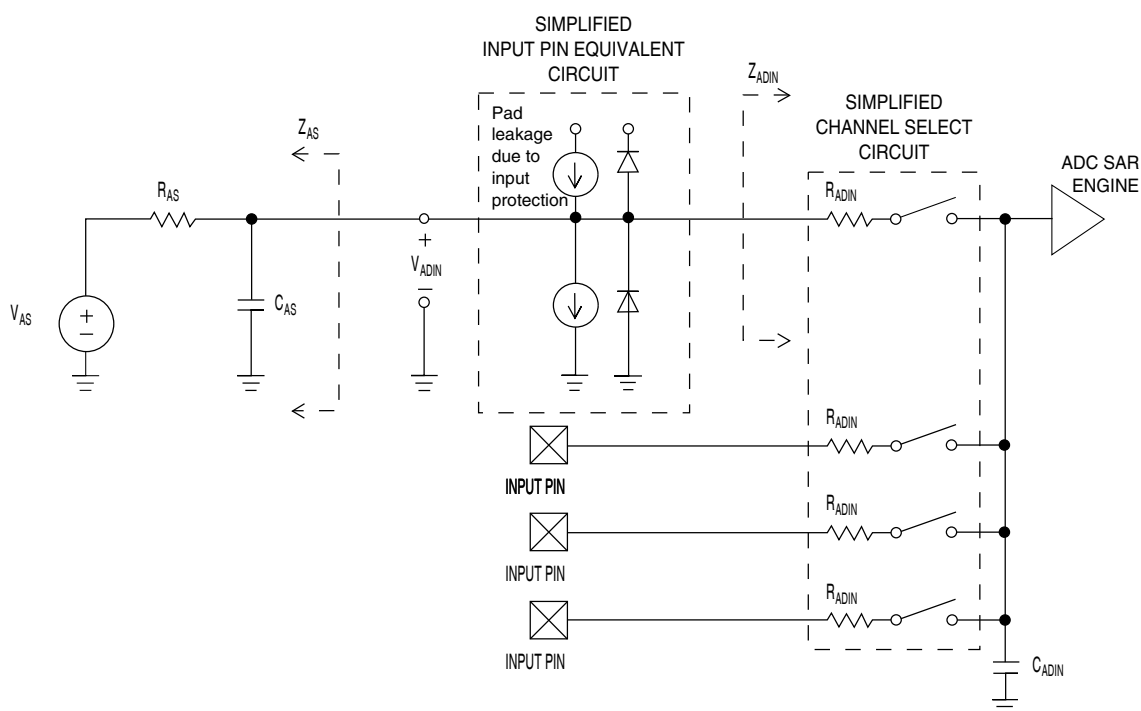 SIMPLIFIED
INPUT PIN EQUIVALENT
CIRCUIT
Z_ADIN
SIMPLIFIED
CHANNEL SELECT
CIRCUIT
Pad
leakage
due to
input
protection
Z_AS
R_AS
R_ADIN
ADC SAR
ENGINE
+
V_ADIN
–
C_AS
V_AS
+
–
R_ADIN
INPUT PIN
R_ADIN
INPUT PIN
R_ADIN
INPUT PIN
C_ADIN